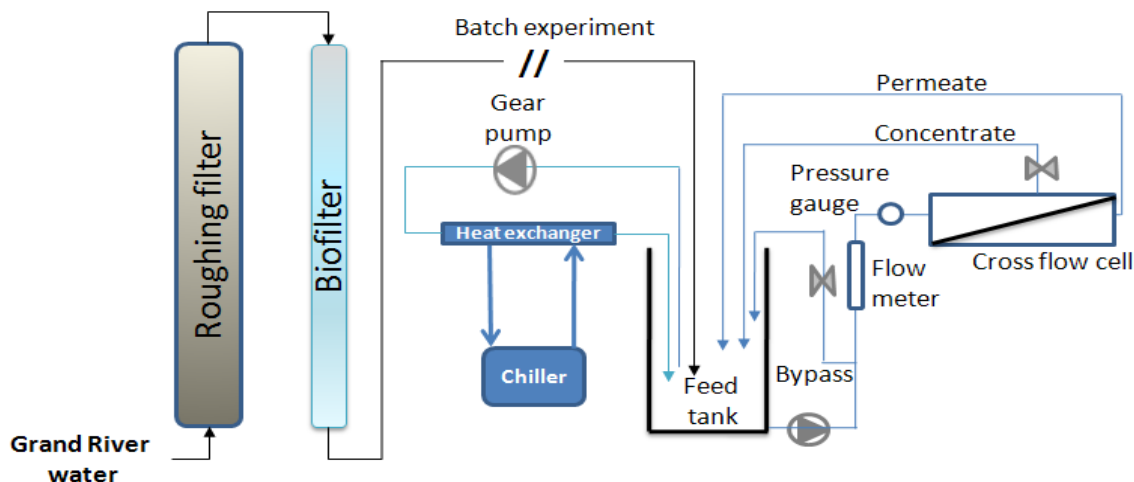 Batch experiment
//
Gear
pump
Permeate
Concentrate
Pressure
gauge
Roughing filter
Biofilter
Heat exchanger
Flow
meter
Cross flow cell
Chiller
Feed
tank
Bypass
Grand River
water